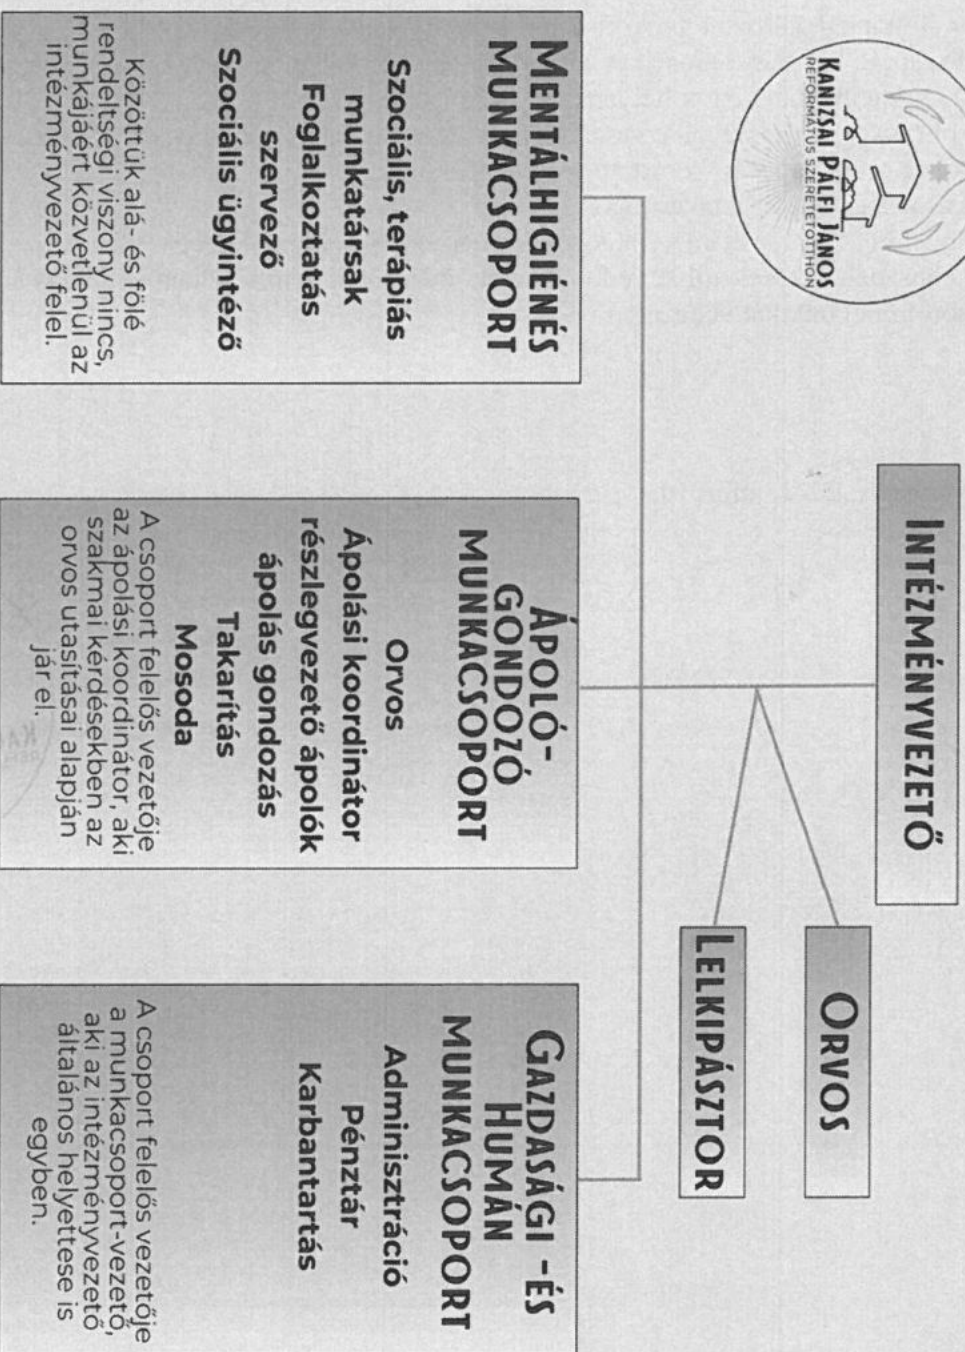 KANIZSAI PÁLFI JÁNOS
REFORMÁTUS SZERETETOTTHON
INTÉZMÉNYVEZETŐ
ORVOS
LELKIPÁSZTOR
MENTÁLHIGIÉNÉS
MUNKACSOPORT
Szociális, terápiás
munkatársak
Foglalkoztatás
szervező
Szociális ügyintéző
Közöttük alá- és fölé
rendeltségi viszony nincs,
munkájáért közvetlenül az
intézményvezető felel.
ÁPOLÓ-
GONDOZÓ
MUNKACSOPORT
Orvos
Ápolási koordinátor
részlegvezető ápolók
ápolás gondozás
Takarítás
Mosoda
A csoport felelős vezetője
az ápolási koordinátor, aki
szakmai kérdésekben az
orvos utasításai alapján
jár el.
GAZDASÁGI -ÉS
HUMÁN
MUNKACSOPORT
Adminisztráció
Pénztár
Karbantartás
A csoport felelős vezetője
a munkacsoport-vezető,
aki az intézményvezető
általános helyettese is
egyben.